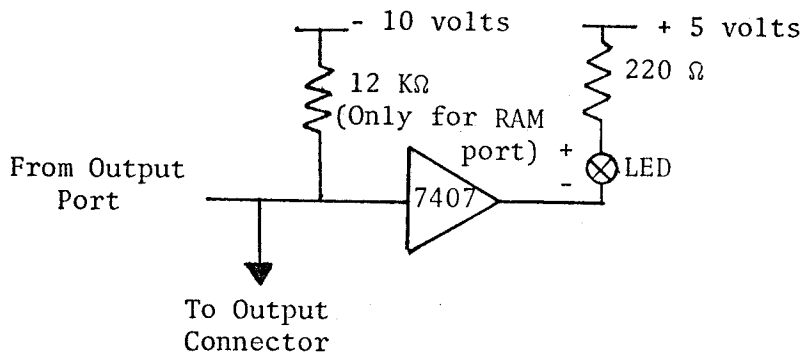 - 10 volts
+ 5 volts
12 KΩ
(Only for RAM
port)
220 Ω
+
-
LED
From Output
Port
7407
To Output
Connector